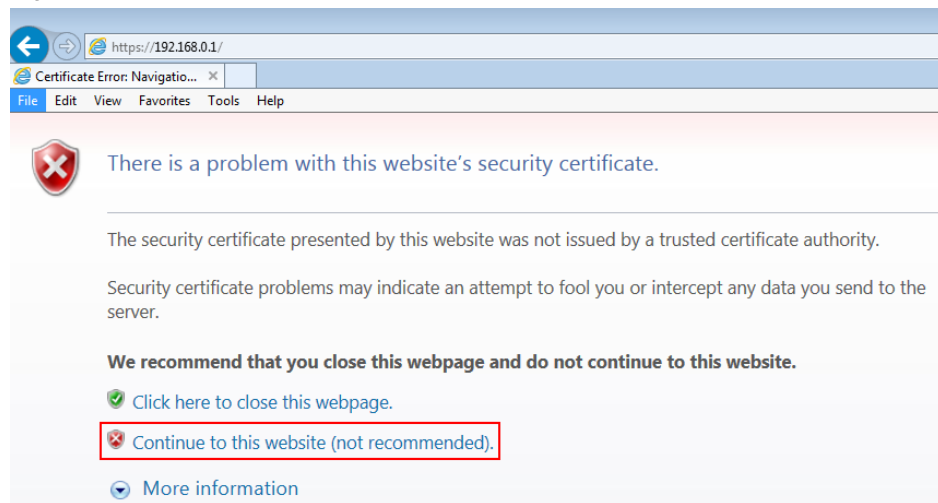 https://192.168.0.1/
Certificate Error: Navigatio...
File Edit View Favorites Tools Help
There is a problem with this website's security certificate.
The security certificate presented by this website was not issued by a trusted certificate authority.
Security certificate problems may indicate an attempt to fool you or intercept any data you send to the
server.
We recommend that you close this webpage and do not continue to this website.
Click here to close this webpage.
Continue to this website (not recommended).
More information